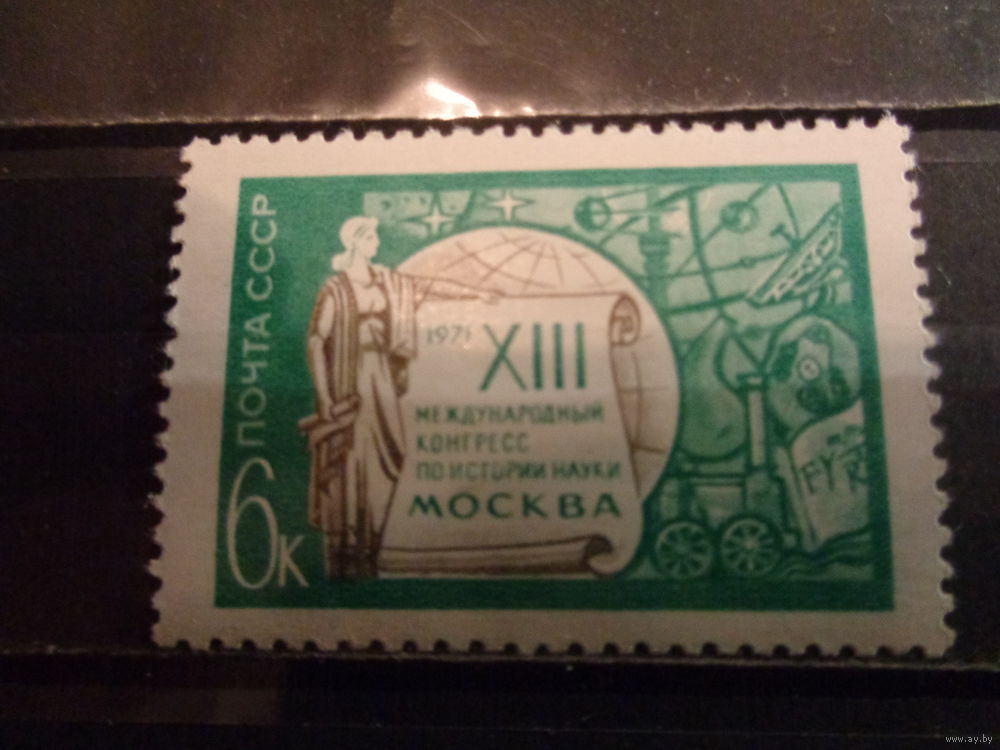 ПОЧТА СССР
6К
1971
XIII
МЕЖДУНАРОДНЫЙ
КОНГРЕСС
ПО ИСТОРИИ НАУКИ
МОСКВА
www.ay.by